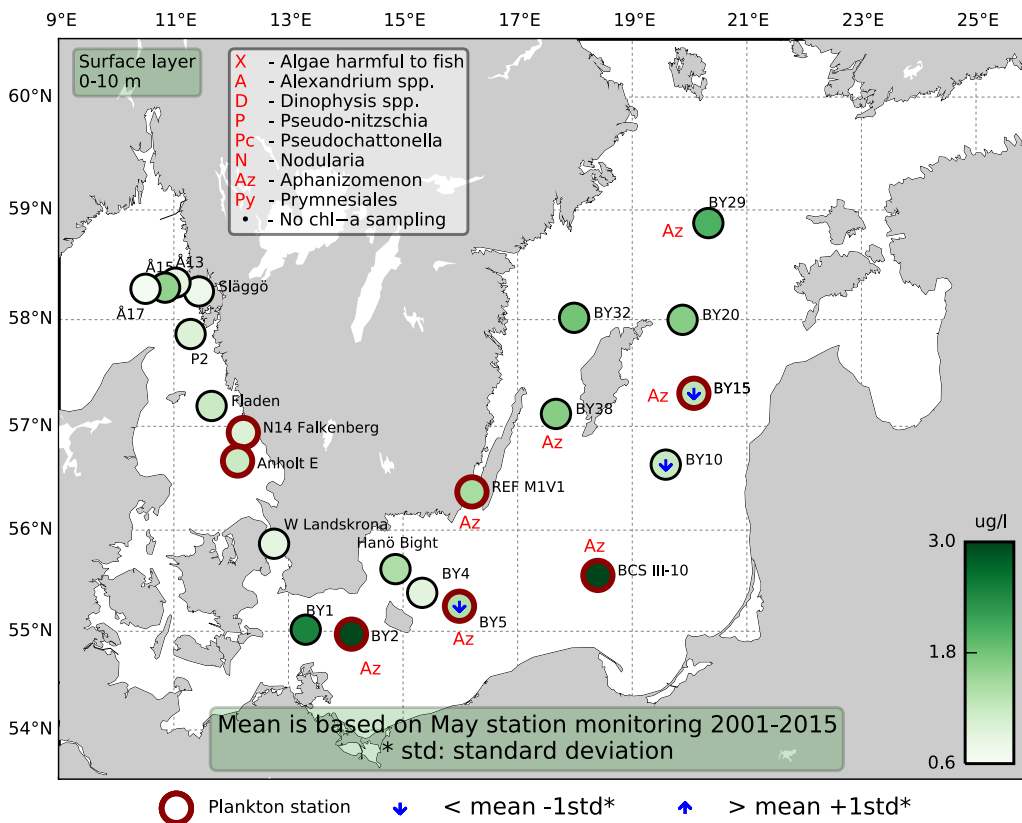 9°E 11°E 13°E 15°E 17°E 19°E 21°E 23°E 25°E
60°N
59°N
58°N
57°N
56°N
55°N
54°N
Surface layer
0-10 m
X - Algae harmful to fish
A - Alexandrium spp.
D - Dinophysis spp.
P - Pseudo-nitzschia
Pc - Pseudochattonella
N - Nodularia
Az - Aphanizomenon
Py - Prymnesiales
• - No chl−a sampling
BY29
Az
Å15
Å13
Släggö
Å17
P2
BY32
BY20
BY15
Az
Fladen
BY38
Az
N14 Falkenberg
Anholt E
BY10
REF M1V1
Az
W Landskrona
Hanö Bight
Az
BCS III-10
BY4
BY5
Az
BY1
BY2
Az
ug/l
3.0
1.8
0.6
Mean is based on May station monitoring 2001-2015
* std: standard deviation
Plankton station
< mean -1std*
> mean +1std*